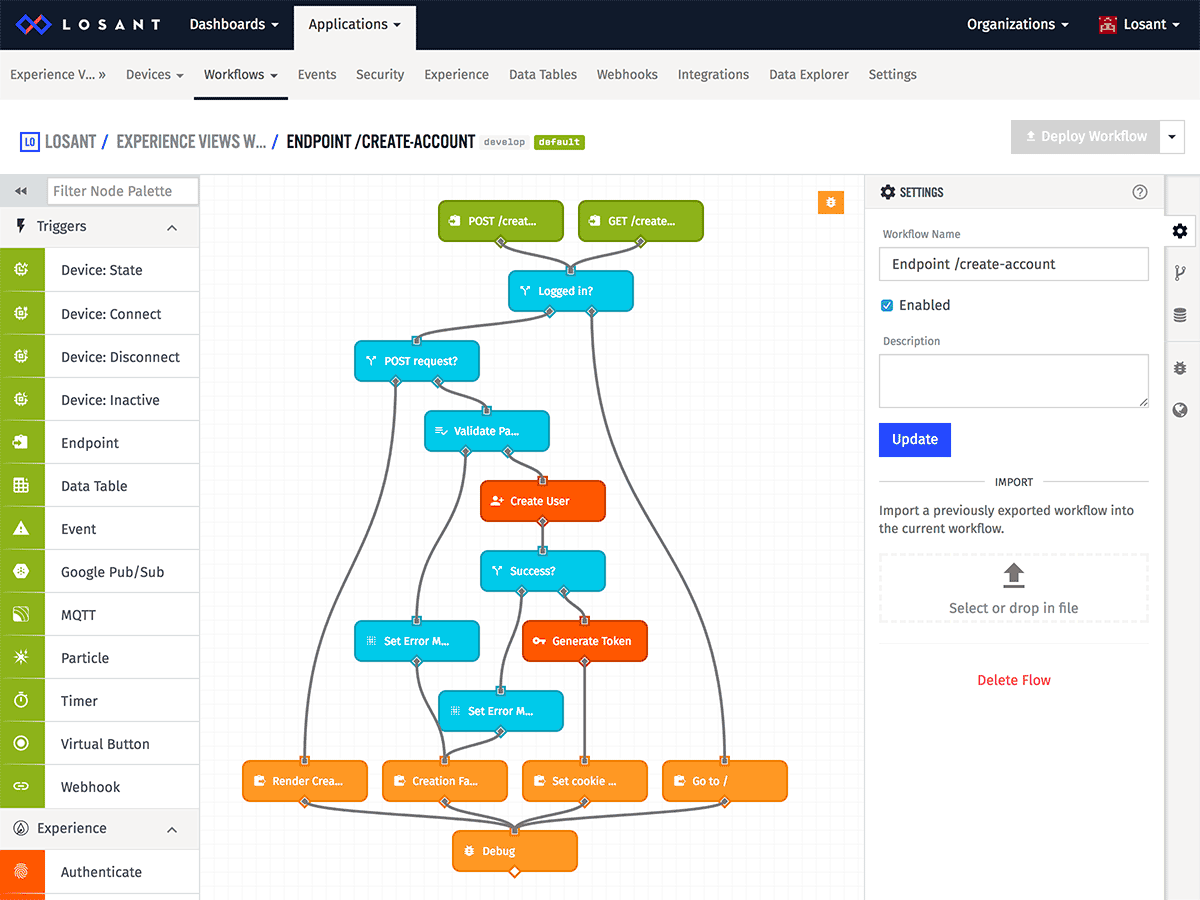 LOSANT Dashboards Applications Organizations Losant
Experience V... » Devices Workflows Events Security Experience Data Tables Webhooks Integrations Data Explorer Settings
LO LOSANT / EXPERIENCE VIEWS W... / ENDPOINT /CREATE-ACCOUNT develop default
Deploy Workflow
Filter Node Palette
Triggers
Device: State
Device: Connect
Device: Disconnect
Device: Inactive
Endpoint
Data Table
Event
Google Pub/Sub
MQTT
Particle
Timer
Virtual Button
Webhook
Experience
Authenticate
POST /creat...
GET /create...
Logged in?
POST request?
Validate Pa...
Create User
Success?
Set Error M...
Generate Token
Set Error M...
Render Crea...
Creation Fa...
Set cookie ...
Go to /
Debug
SETTINGS
Workflow Name
Endpoint /create-account
Enabled
Description
Update
IMPORT
Import a previously exported workflow into
the current workflow.
Select or drop in file
Delete Flow